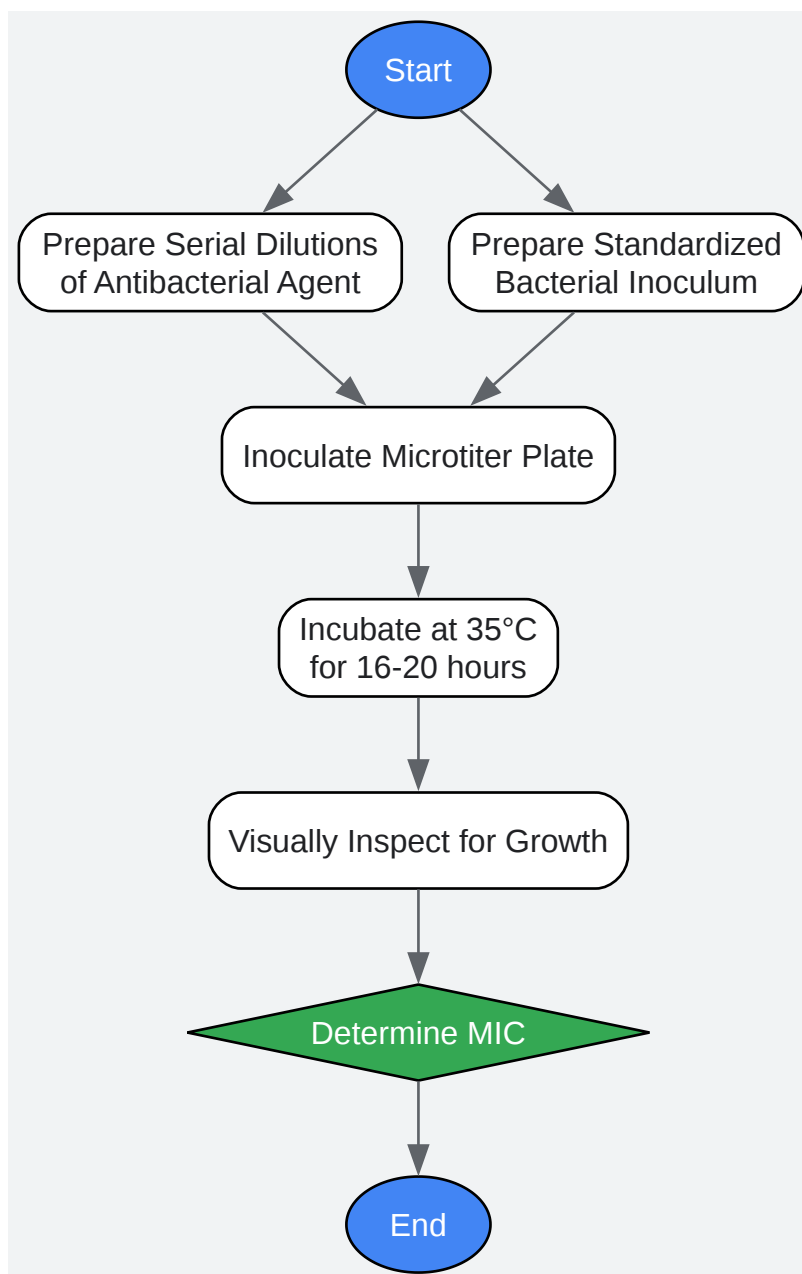 Start
Prepare Serial Dilutions
of Antibacterial Agent
Prepare Standardized
Bacterial Inoculum
Inoculate Microtiter Plate
Incubate at 35°C
for 16-20 hours
Visually Inspect for Growth
Determine MIC
End